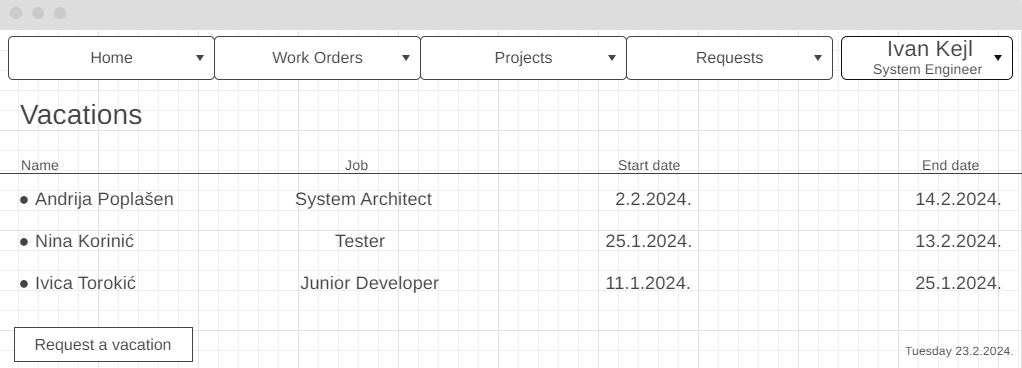 Home Work Orders Projects Requests Ivan Kejl
System Engineer
Vacations
Name Job Start date End date
Andrija Poplašen System Architect 2.2.2024. 14.2.2024.
Nina Korinić Tester 25.1.2024. 13.2.2024.
Ivica Torokić Junior Developer 11.1.2024. 25.1.2024.
Request a vacation
Tuesday 23.2.2024.